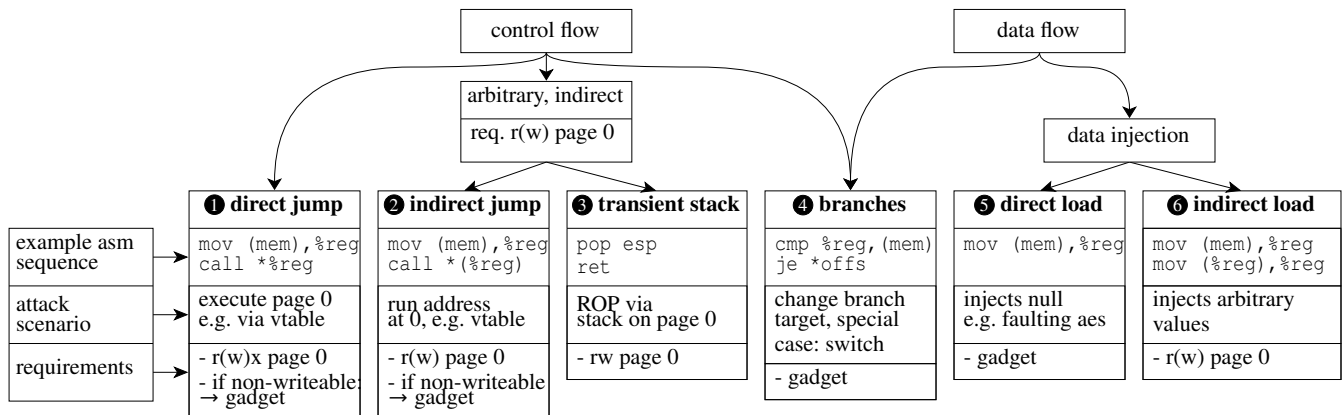 control flow
data flow
arbitrary, indirect
req. r(w) page 0
data injection
❶ direct jump
❷ indirect jump
❸ transient stack
❹ branches
❺ direct load
❻ indirect load
example asm
sequence
mov (mem),%reg
call *%reg
mov (mem),%reg
call *(%reg)
pop esp
ret
cmp %reg,(mem)
je *offs
mov (mem),%reg
mov (mem),%reg
mov (%reg),%reg
attack
scenario
execute page 0
e.g. via vtable
run address
at 0, e.g. vtable
ROP via
stack on page 0
change branch
target, special
case: switch
injects null
e.g. faulting aes
injects arbitrary
values
requirements
- r(w)x page 0
- if non-writeable:
→ gadget
- r(w) page 0
- if non-writeable
→ gadget
- rw page 0
- gadget
- gadget
- r(w) page 0